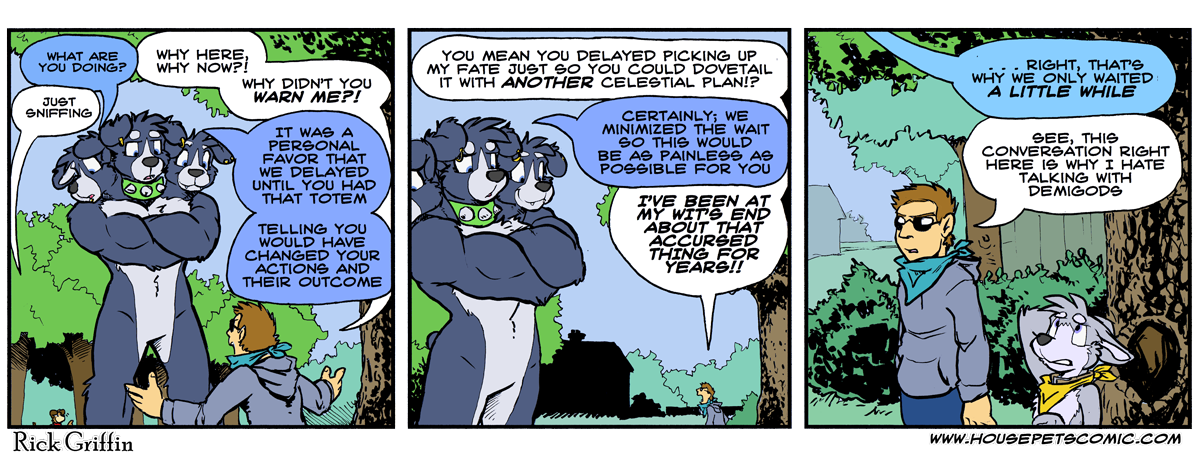 WHAT ARE
YOU DOING?
JUST
SNIFFING
WHY HERE,
WHY NOW?!
WHY DIDN'T YOU
WARN ME?!
IT WAS A
PERSONAL
FAVOR THAT
WE DELAYED
UNTIL YOU HAD
THAT TOTEM
TELLING YOU
WOULD HAVE
CHANGED YOUR
ACTIONS AND
THEIR OUTCOME
YOU MEAN YOU DELAYED PICKING UP
MY FATE JUST SO YOU COULD DOVETAIL
IT WITH ANOTHER CELESTIAL PLAN!?
CERTAINLY; WE
MINIMIZED THE WAIT
SO THIS WOULD
BE AS PAINLESS AS
POSSIBLE FOR YOU
I'VE BEEN AT
MY WIT'S END
ABOUT THAT
ACCURSED
THING FOR
YEARS!!
. . . RIGHT, THAT'S
WHY WE ONLY WAITED
A LITTLE WHILE
SEE, THIS
CONVERSATION RIGHT
HERE IS WHY I HATE
TALKING WITH
DEMIGODS
Rick Griffin
WWW.HOUSEPETSCOMIC.COM